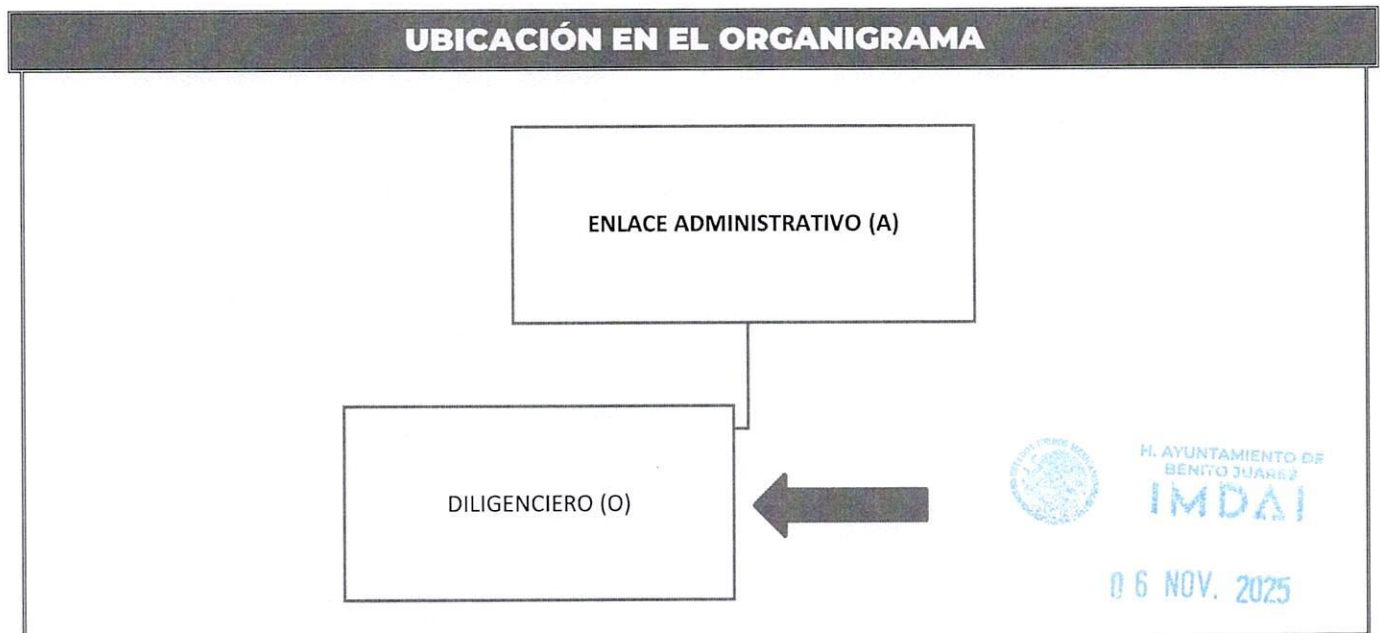 UBICACIÓN EN EL ORGANIGRAMA
ENLACE ADMINISTRATIVO (A)
DILIGENCIERO (O)
H. AYUNTAMIENTO DE
BENITO JUAREZ
IMDAI
06 NOV. 2025